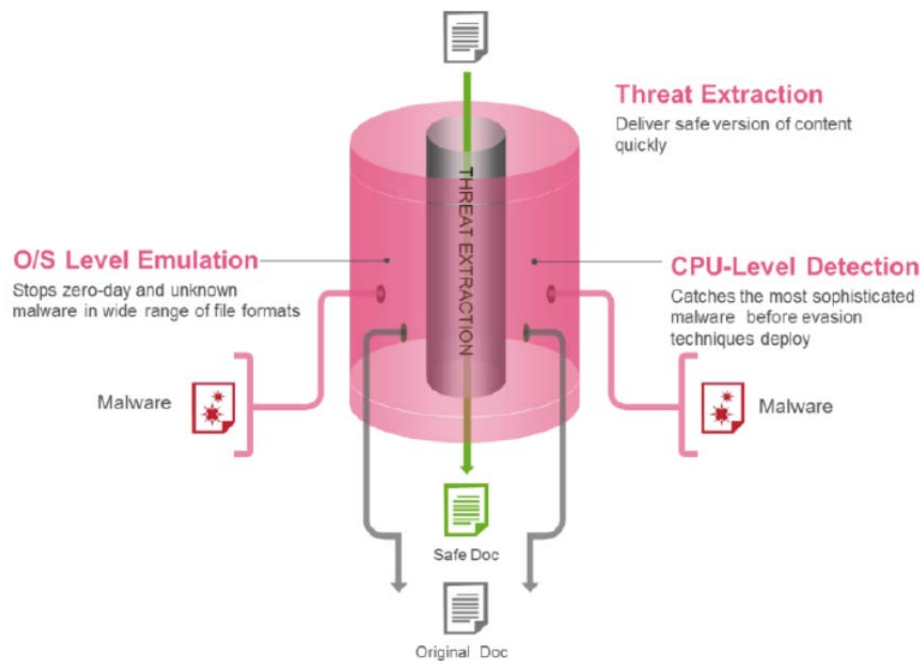 Threat Extraction
Deliver safe version of content
quickly
THREAT EXTRACTION
O/S Level Emulation
Stops zero-day and unknown
malware in wide range of file formats
CPU-Level Detection
Catches the most sophisticated
malware before evasion
techniques deploy
Malware
Malware
Safe Doc
Original Doc